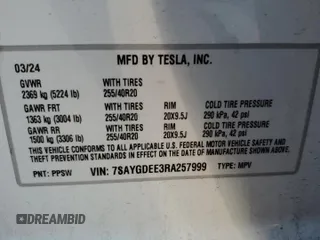 MFD BY TESLA, INC.
03/24
GVWR WITH TIRES
2369 kg (5224 lb) 255/40R20
GAWR FRT WITH TIRES RIM COLD TIRE PRESSURE
1363 kg (3004 lb) 255/40R20 20X9.5J 290 kPa, 42 psi
GAWR RR WITH TIRES RIM COLD TIRE PRESSURE
1500 kg (3306 lb) 255/40R20 20X9.5J 290 kPa, 42 psi
THIS VEHICLE CONFORMS TO ALL APPLICABLE U.S. FEDERAL MOTOR VEHICLE SAFETY
AND THEFT PREVENTION STANDARDS IN EFFECT ON THE DATE OF MANUFACTURE SHOWN ABOVE.
PNT: PPSW VIN: 7SAYGDEE3RA257999 TYPE: MPV
DREAMBID